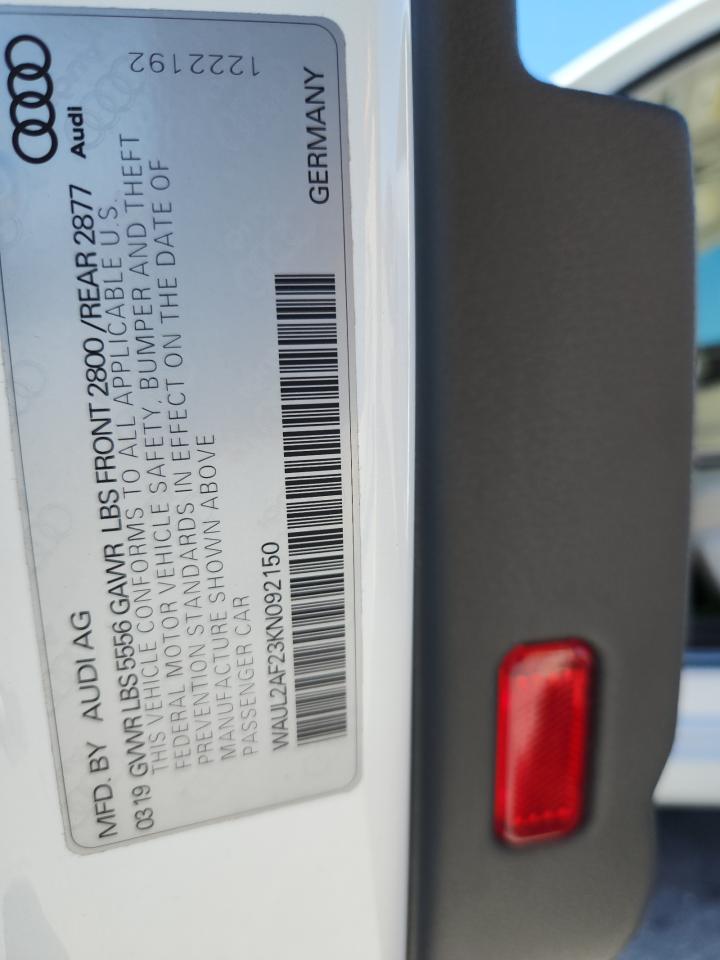 Audi
MFD. BY AUDI AG
0319 GVWR LBS 5556 GAWR LBS FRONT 2800 /REAR 2877
THIS VEHICLE CONFORMS TO ALL APPLICABLE U.S.
FEDERAL MOTOR VEHICLE SAFETY, BUMPER AND THEFT
PREVENTION STANDARDS IN EFFECT ON THE DATE OF
MANUFACTURE SHOWN ABOVE
PASSENGER CAR
WAUL2AF23KN092150
GERMANY
1222192